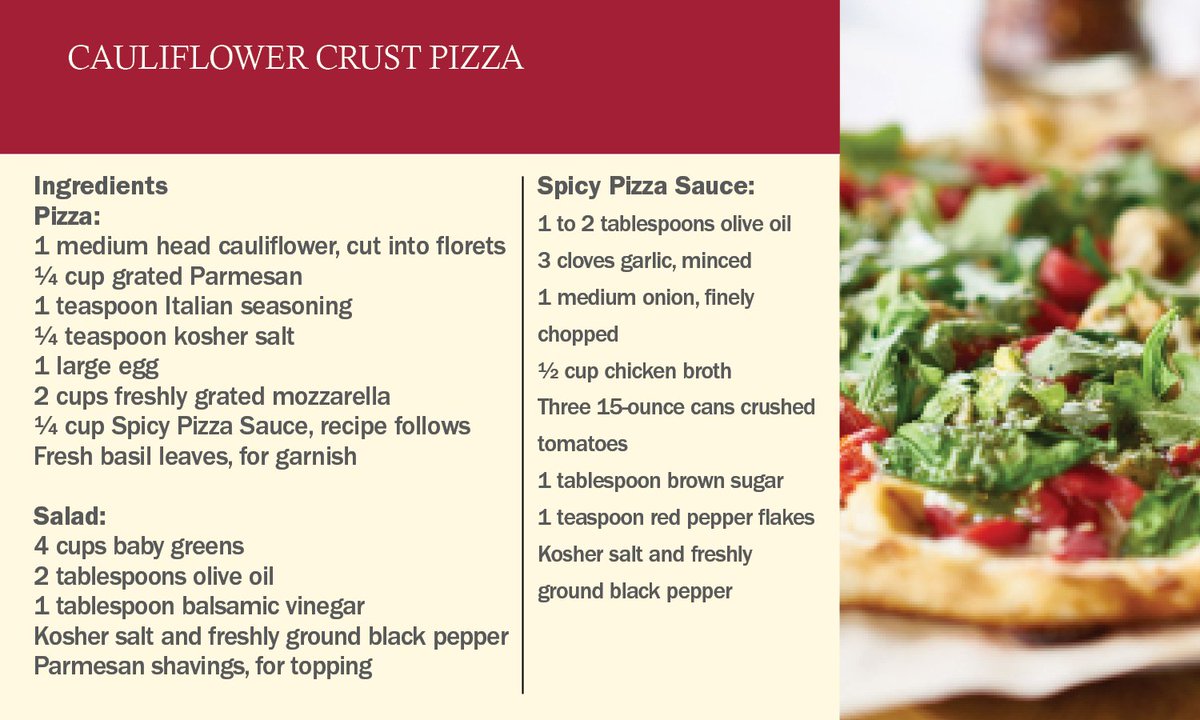 CAULIFLOWER CRUST PIZZA
Ingredients
Pizza:
1 medium head cauliflower, cut into florets
¼ cup grated Parmesan
1 teaspoon Italian seasoning
¼ teaspoon kosher salt
1 large egg
2 cups freshly grated mozzarella
¼ cup Spicy Pizza Sauce, recipe follows
Fresh basil leaves, for garnish
Salad:
4 cups baby greens
2 tablespoons olive oil
1 tablespoon balsamic vinegar
Kosher salt and freshly ground black pepper
Parmesan shavings, for topping
Spicy Pizza Sauce:
1 to 2 tablespoons olive oil
3 cloves garlic, minced
1 medium onion, finely
chopped
½ cup chicken broth
Three 15-ounce cans crushed
tomatoes
1 tablespoon brown sugar
1 teaspoon red pepper flakes
Kosher salt and freshly
ground black pepper